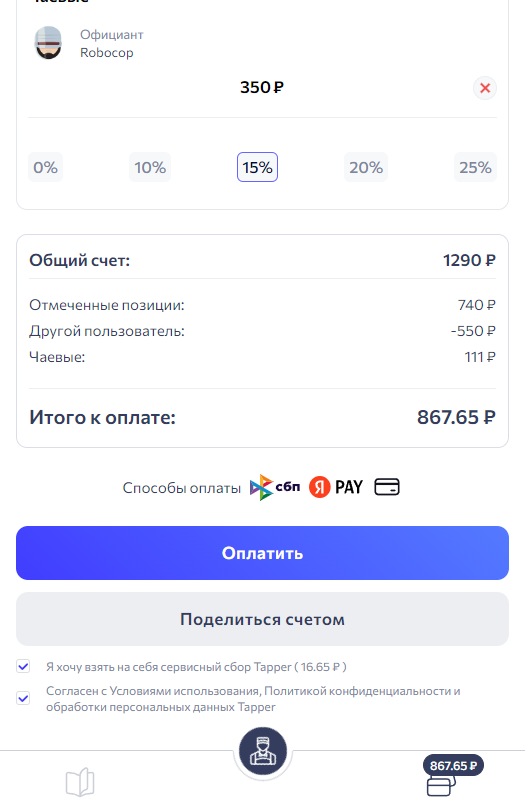 Официант
Robocop
350 ₽
0% 10% 15% 20% 25%
Общий счет: 1290 ₽
Отмеченные позиции: 740 ₽
Другой пользователь: -550 ₽
Чаевые: 111 ₽
Итого к оплате: 867.65 ₽
Способы оплаты сбп Я PAY
Оплатить
Поделиться счетом
Я хочу взять на себя сервисный сбор Tapper ( 16.65 ₽ )
Согласен с Условиями использования, Политикой конфиденциальности и
обработки персональных данных Tapper
867.65 ₽